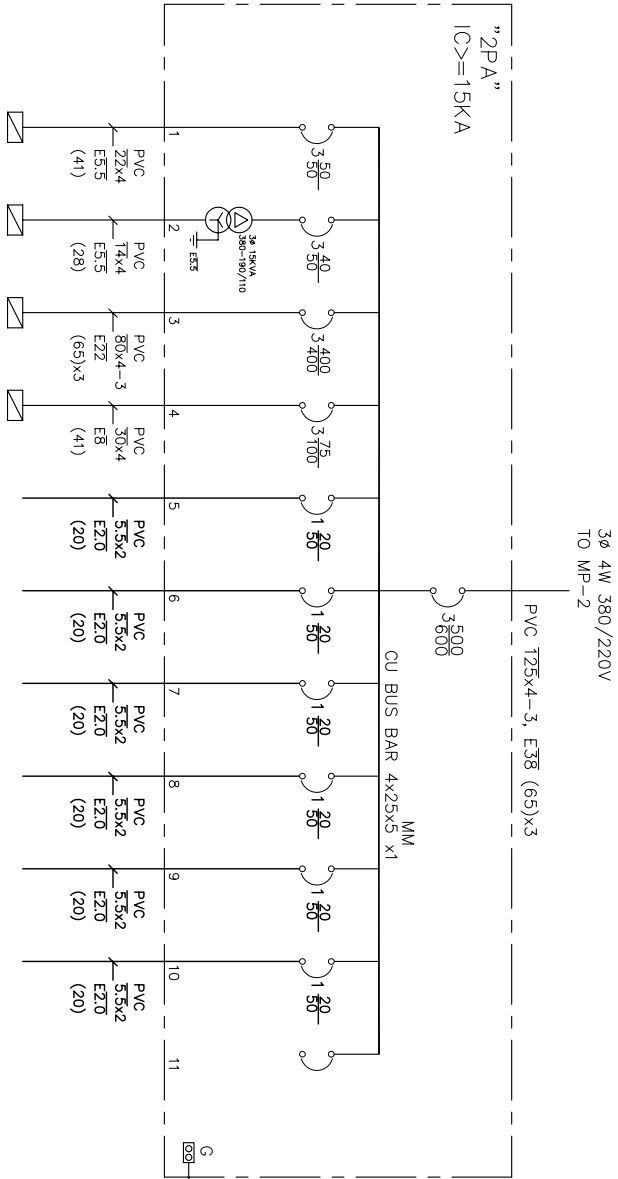 3ø 4W 380/220V
TO MP-2
PVC 125x4-3, E38 (65)x3
"2PA"
IC>=15KA
3 500
600
MM
CU BUS BAR 4x25x5 x1
3 50
50
3 40
50
3 400
400
3 75
100
1 20
50
1 20
50
1 20
50
1 20
50
1 20
50
1 20
50
3ø 15KVA
380-190/110
E5.5
G
1
2
3
4
5
6
7
8
9
10
11
PVC
22x4
E5.5
(41)
PVC
14x4
E5.5
(28)
PVC
80x4-3
E22
(65)x3
PVC
30x4
E8
(41)
PVC
5.5x2
E2.0
(20)
PVC
5.5x2
E2.0
(20)
PVC
5.5x2
E2.0
(20)
PVC
5.5x2
E2.0
(20)
PVC
5.5x2
E2.0
(20)
PVC
5.5x2
E2.0
(20)